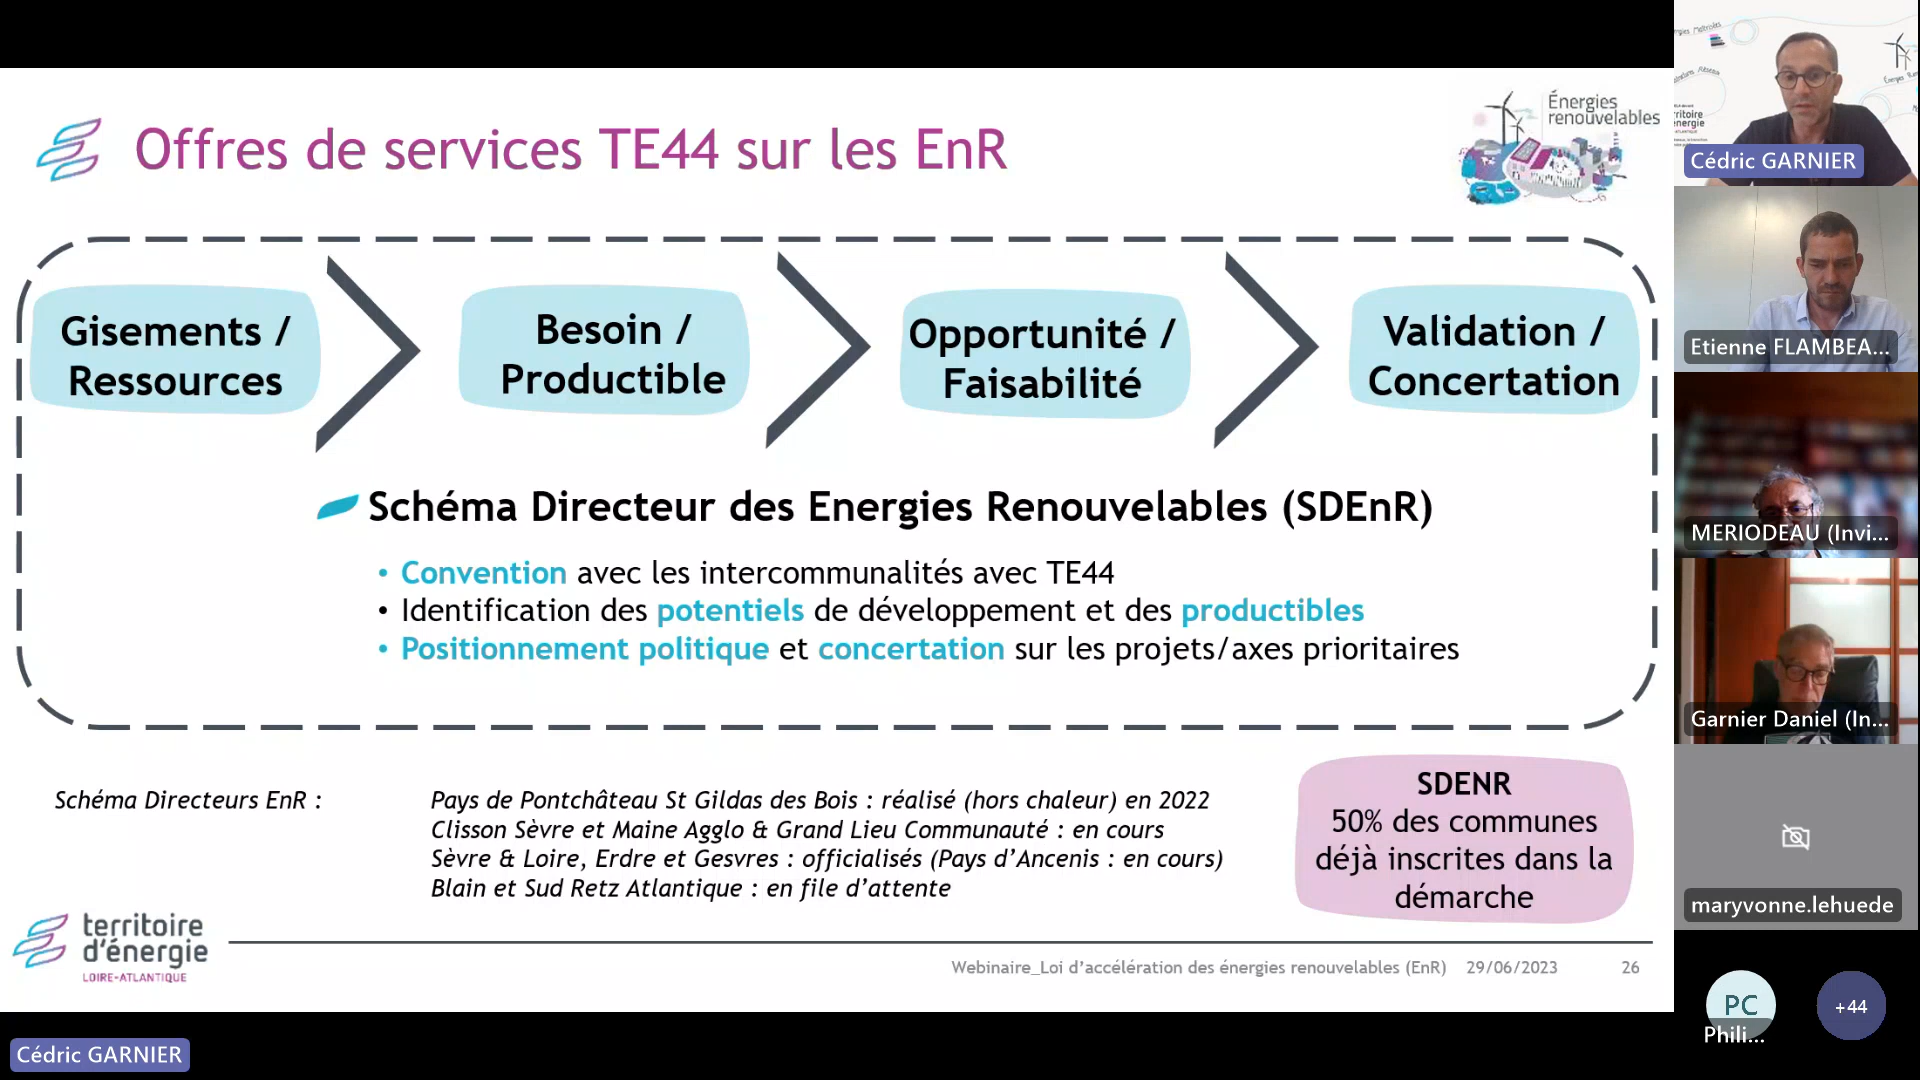 Offres de services TE44 sur les EnR
Énergies
renouvelables
Gisements /
Ressources
Besoin /
Productible
Opportunité /
Faisabilité
Validation /
Concertation
Schéma Directeur des Energies Renouvelables (SDEnR)
• Convention avec les intercommunalités avec TE44
• Identification des potentiels de développement et des productibles
• Positionnement politique et concertation sur les projets/axes prioritaires
Schéma Directeurs EnR :
Pays de Pontchâteau St Gildas des Bois : réalisé (hors chaleur) en 2022
Clisson Sèvre et Maine Agglo & Grand Lieu Communauté : en cours
Sèvre & Loire, Erdre et Gesvres : officialisés (Pays d'Ancenis : en cours)
Blain et Sud Retz Atlantique : en file d'attente
SDENR
50% des communes
déjà inscrites dans la
démarche
territoire
d'énergie
LOIRE-ATLANTIQUE
Webinaire_Loi d'accélération des énergies renouvelables (EnR) 29/06/2023 26
Cédric GARNIER
Cédric GARNIER
Etienne FLAMBEA...
MERIODEAU (Invi...
Garnier Daniel (In...
maryvonne.lehuede
PC
Phili...
+44